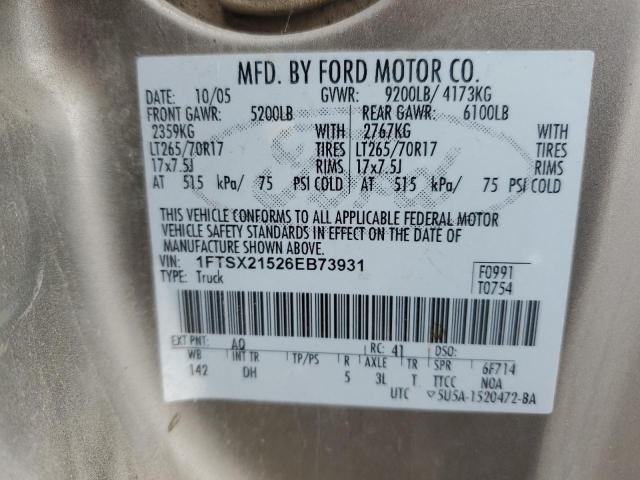 MFD. BY FORD MOTOR CO.
DATE: 10/05 GVWR: 9200LB/ 4173KG
FRONT GAWR: 5200LB REAR GAWR: 6100LB
2359KG WITH 2767KG WITH
LT265/70R17 TIRES LT265/70R17 TIRES
17x7.5J RIMS 17x7.5J RIMS
AT 515 kPa/ 75 PSI COLD AT 515 kPa/ 75 PSI COLD
THIS VEHICLE CONFORMS TO ALL APPLICABLE FEDERAL MOTOR
VEHICLE SAFETY STANDARDS IN EFFECT ON THE DATE OF
MANUFACTURE SHOWN ABOVE.
VIN: 1FTSX21526EB73931 F0991
TYPE: Truck T0754
EXT PNT: AQ RC: 41 DSO:
WB INT TR TP/PS R AXLE TR SPR 6F714
142 DH 5 3L T TTCC NOA
UTC ▽5U5A-1520472-BA